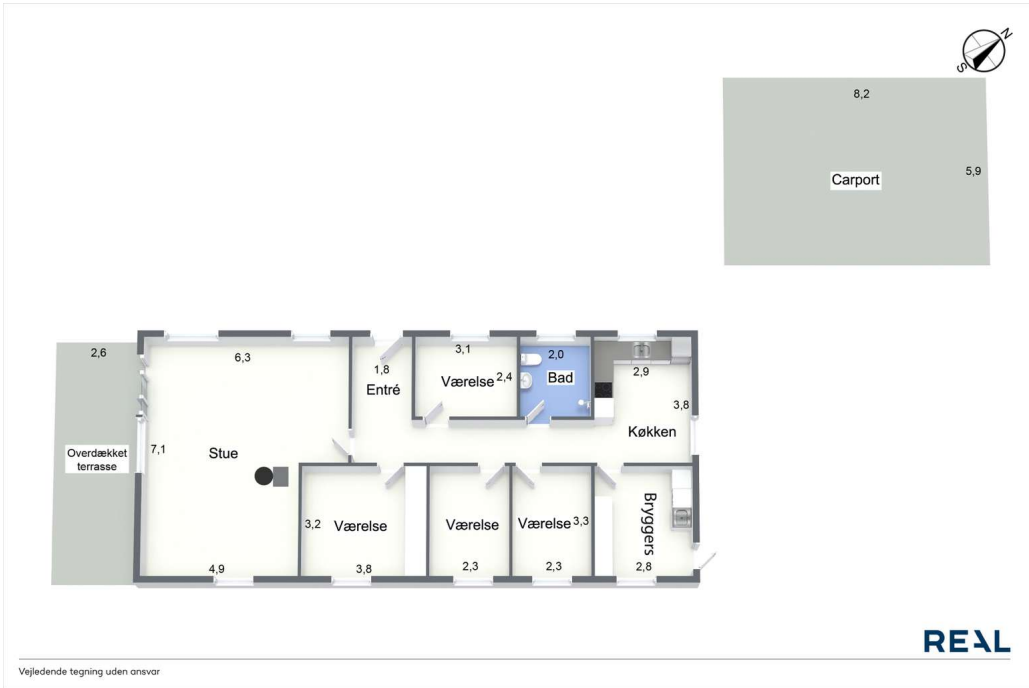 N
S
8,2
5,9
Carport
2,6
6,3
1,8
Entré
3,1
Værelse 2,4
2,0
Bad
2,9
3,8
Køkken
Overdækket
terrasse
7,1
Stue
3,2
Værelse
3,8
Værelse
2,3
Værelse 3,3
2,3
Bryggers
2,8
4,9
REAL
Vejledende tegning uden ansvar